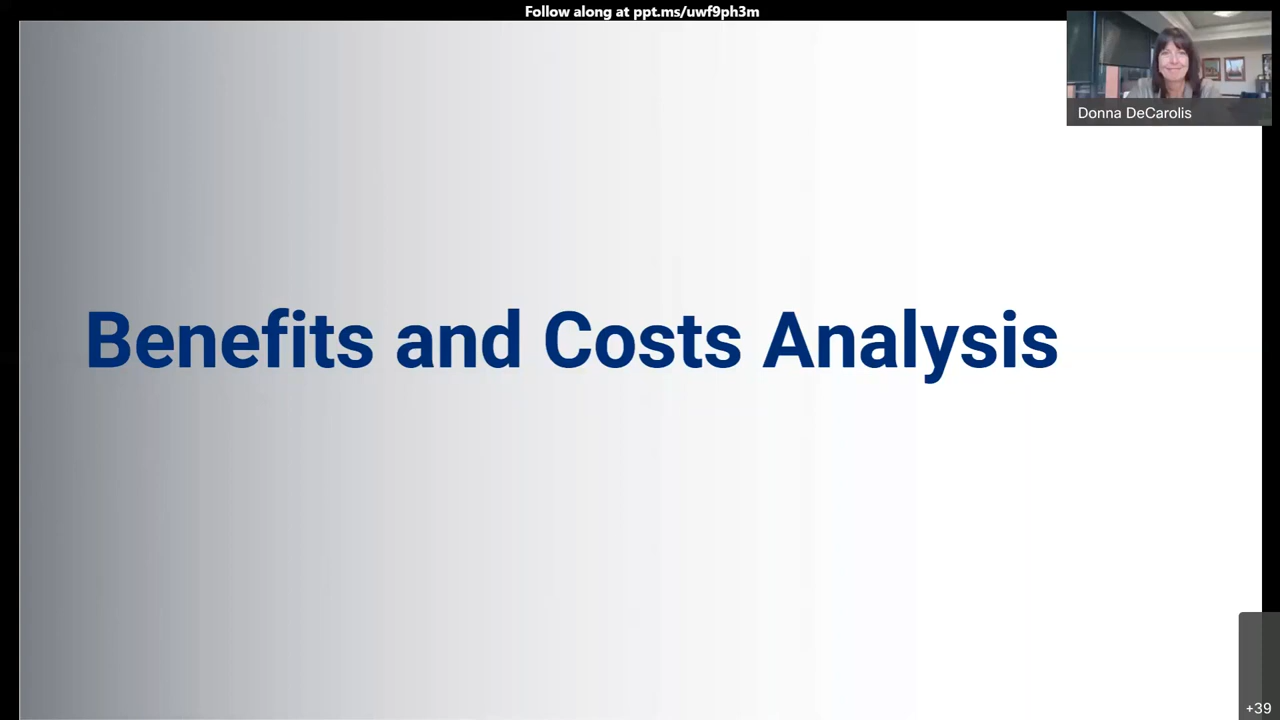 Follow along at ppt.ms/uwf9ph3m
Donna DeCarolis
Benefits and Costs Analysis
+39